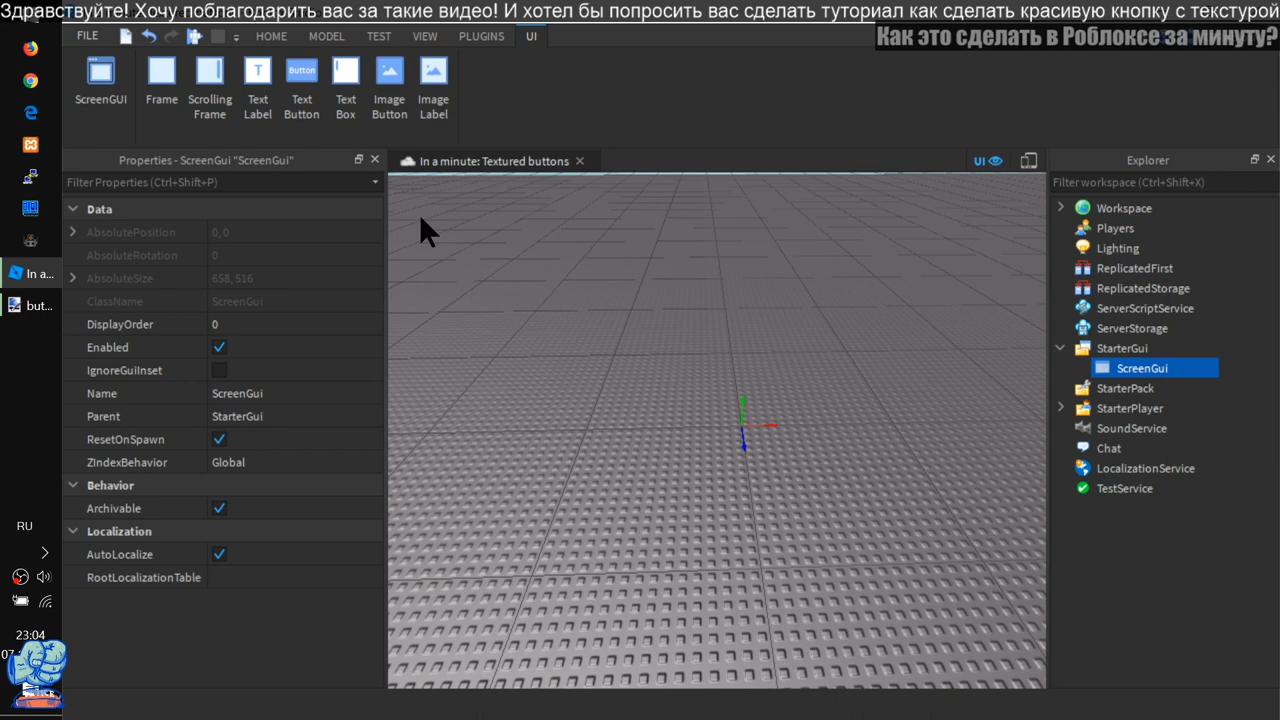 Здравствуйте! Хочу поблагодарить вас за такие видео! И хотел бы попросить вас сделать туториал как сделать красивую кнопку с текстурой
Как это сделать в Роблоксе за минуту?
FILE
HOME
MODEL
TEST
VIEW
PLUGINS
UI
ScreenGUI
Frame
Scrolling Frame
Text Label
Button
Text Button
Text Box
Image Button
Image Label
Properties - ScreenGui "ScreenGui"
Filter Properties (Ctrl+Shift+P)
Data
AbsolutePosition 0, 0
AbsoluteRotation 0
AbsoluteSize 658, 516
ClassName ScreenGui
DisplayOrder 0
Enabled
IgnoreGuiInset
Name ScreenGui
Parent StarterGui
ResetOnSpawn
ZIndexBehavior Global
Behavior
Archivable
Localization
AutoLocalize
RootLocalizationTable
In a minute: Textured buttons
UI
Explorer
Filter workspace (Ctrl+Shift+X)
Workspace
Players
Lighting
ReplicatedFirst
ReplicatedStorage
ServerScriptService
ServerStorage
StarterGui
ScreenGui
StarterPack
StarterPlayer
SoundService
Chat
LocalizationService
TestService
In a...
but...
RU
23:04